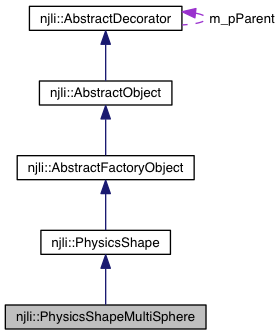 njli::AbstractDecorator
m_pParent
njli::AbstractObject
njli::AbstractFactoryObject
njli::PhysicsShape
njli::PhysicsShapeMultiSphere